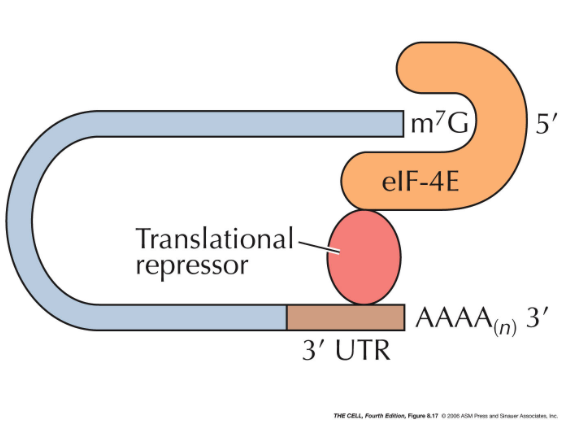 m⁷G
5′
eIF-4E
Translational
repressor
AAAA(n) 3′
3′ UTR
THE CELL, Fourth Edition, Figure 8.17 © 2006 ASM Press and Sinauer Associates, Inc.